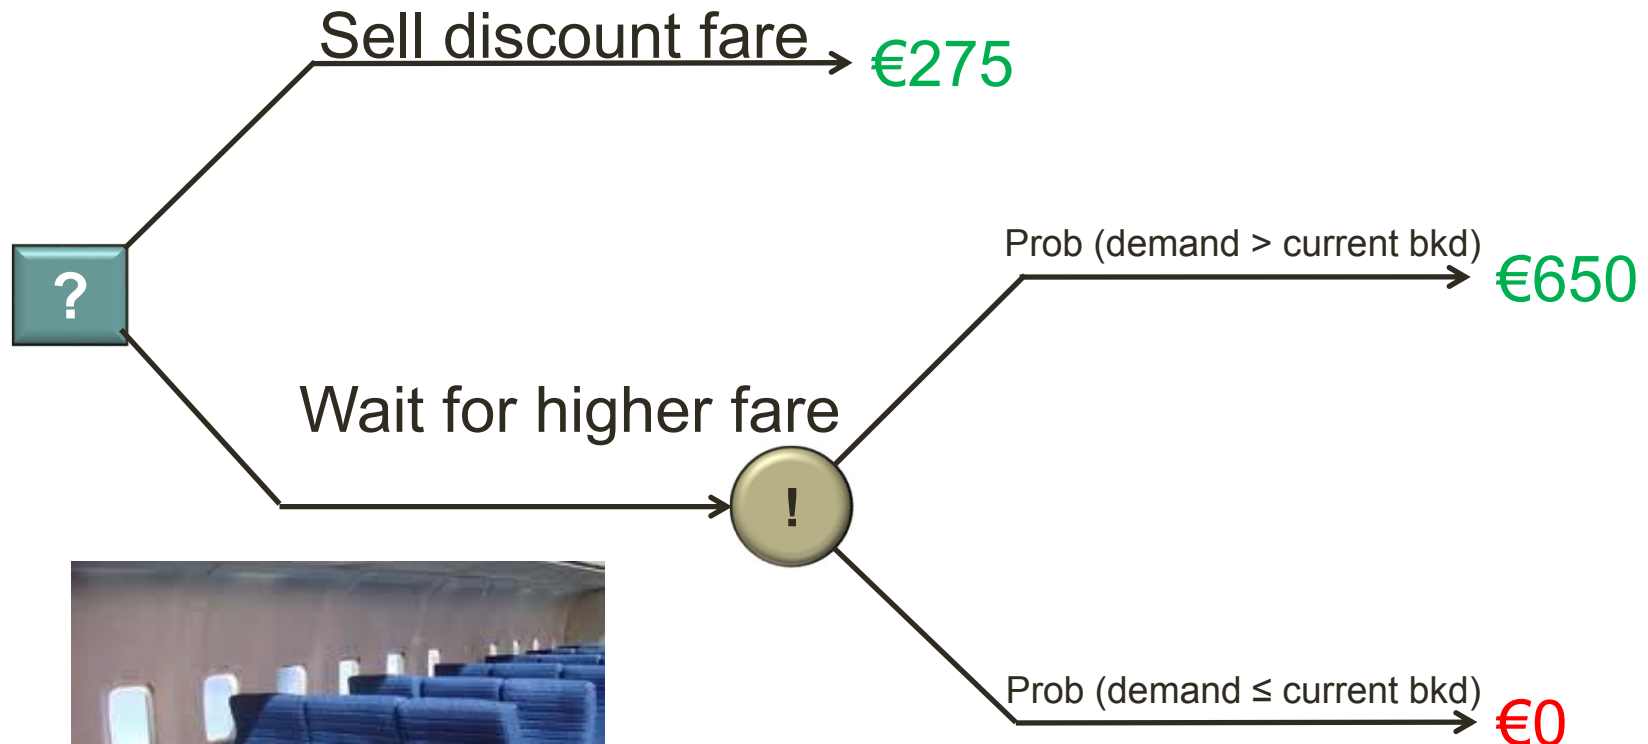 Sell discount fare
€275
Prob (demand > current bkd)
€650
?
Wait for higher fare
!
Prob (demand ≤ current bkd)
€0